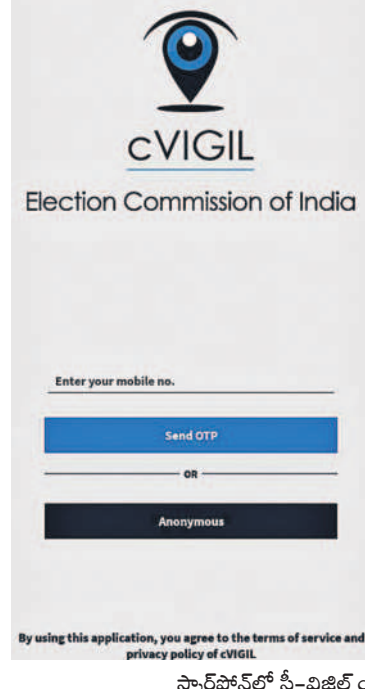 cVIGIL
Election Commission of India
Enter your mobile no.
Send OTP
OR
Anonymous
By using this application, you agree to the terms of service and
privacy policy of cVIGIL
స్మార్ట్‌ఫోన్‌లో సీ–విజిల్